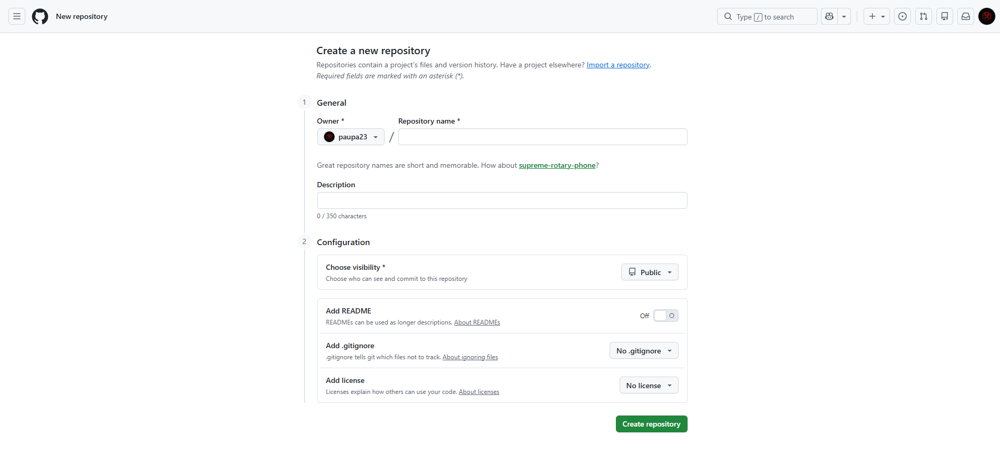 New repository
Type / to search
Create a new repository
Repositories contain a project's files and version history. Have a project elsewhere? Import a repository.
Required fields are marked with an asterisk (*).
1 General
Owner * Repository name *
paupa23 /
Great repository names are short and memorable. How about supreme-rotary-phone?
Description
0 / 350 characters
2 Configuration
Choose visibility *
Choose who can see and commit to this repository
Public
Add README
READMEs can be used as longer descriptions. About READMEs
Off
Add .gitignore
.gitignore tells git which files not to track. About ignoring files
No .gitignore
Add license
Licenses explain how others can use your code. About licenses
No license
Create repository